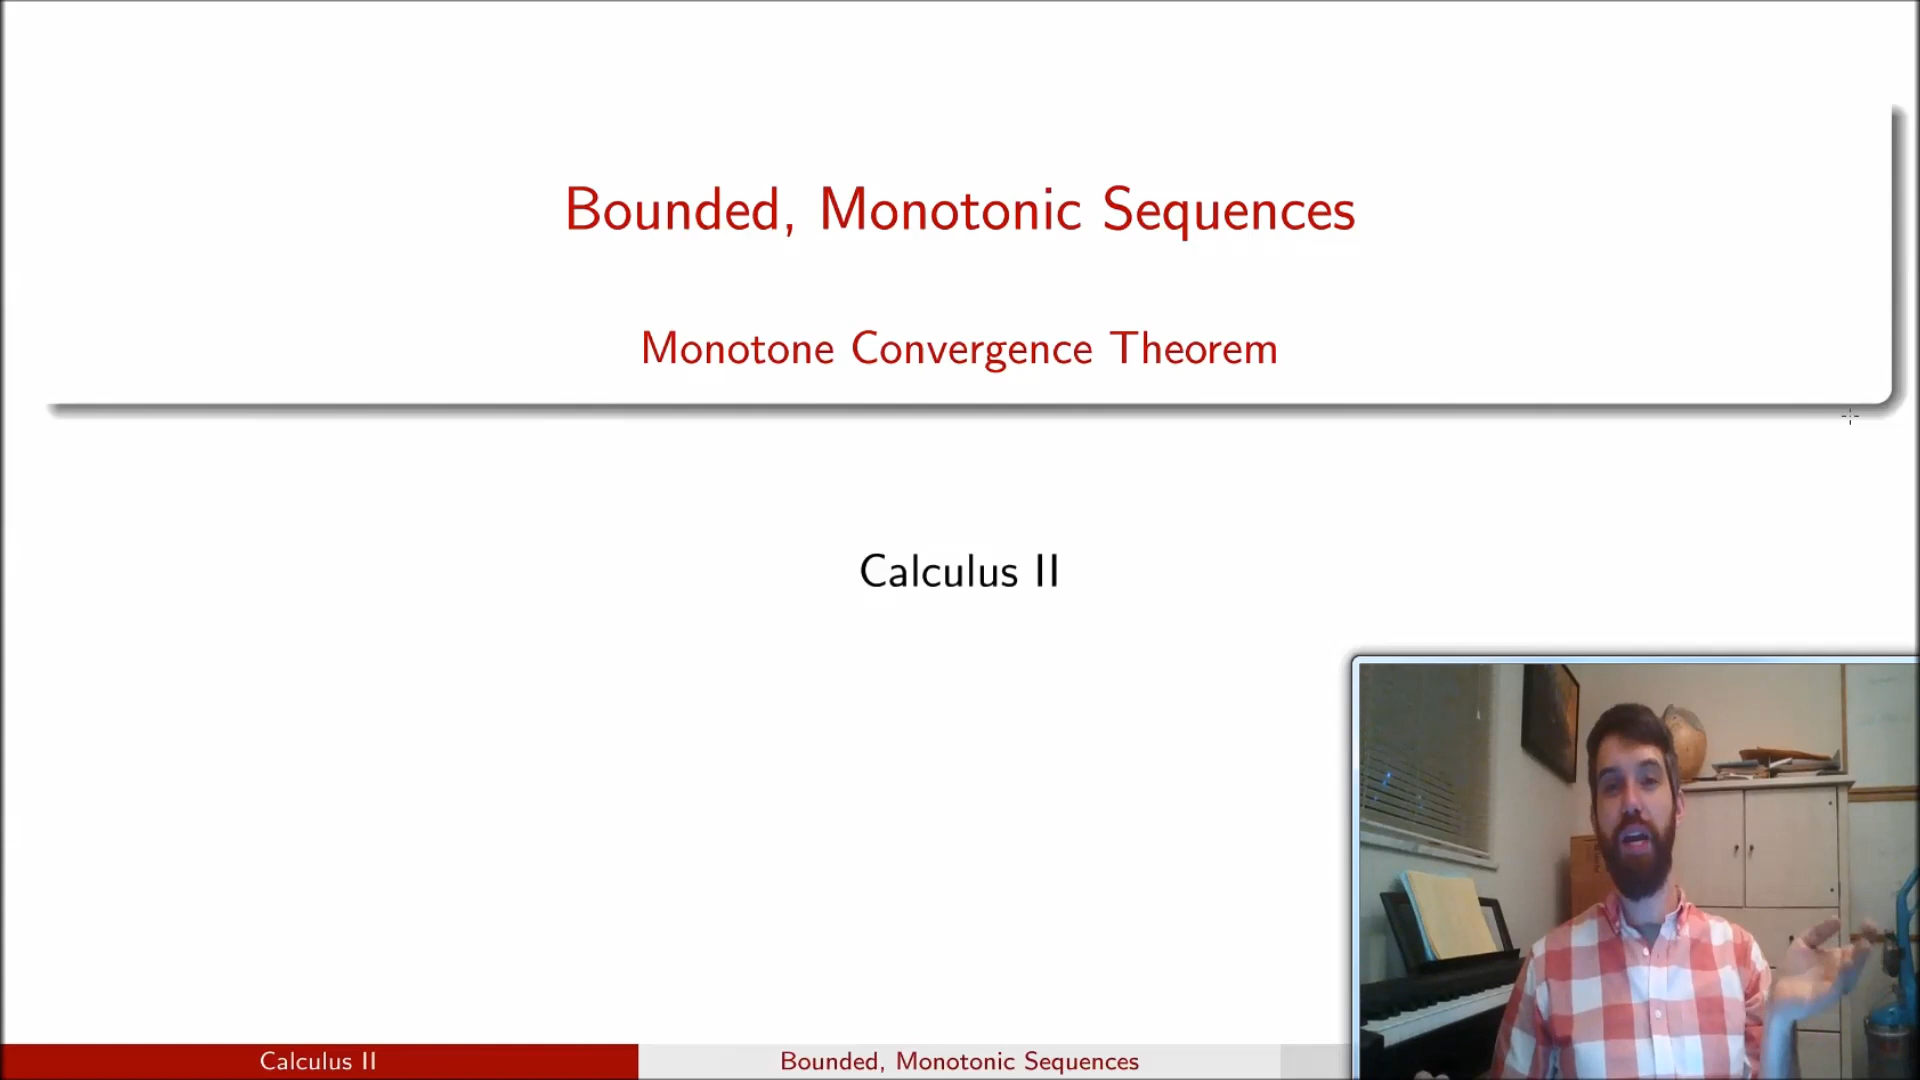 Bounded, Monotonic Sequences
Monotone Convergence Theorem
Calculus II
Calculus II
Bounded, Monotonic Sequences